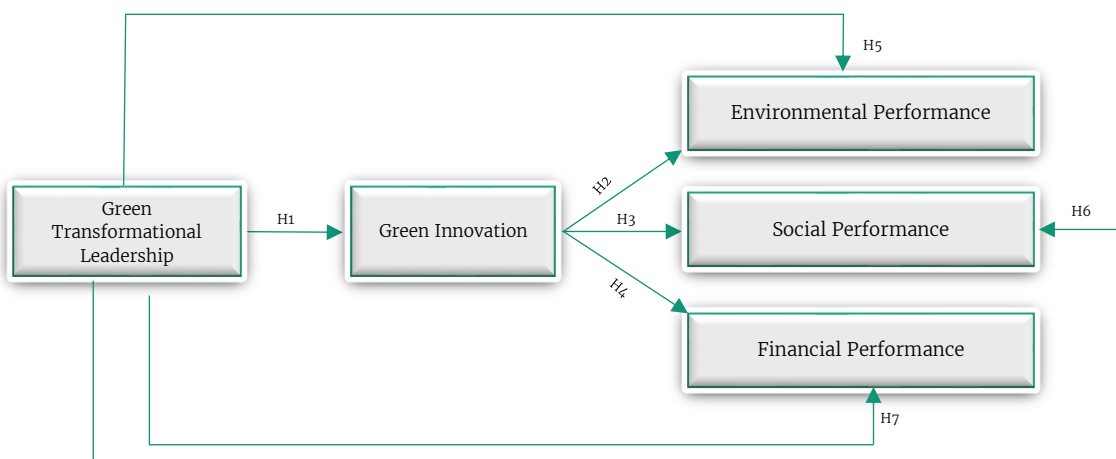 H5
Environmental Performance
H2
Green
Transformational
Leadership
H1
Green Innovation
H3
Social Performance
H6
H4
Financial Performance
H7